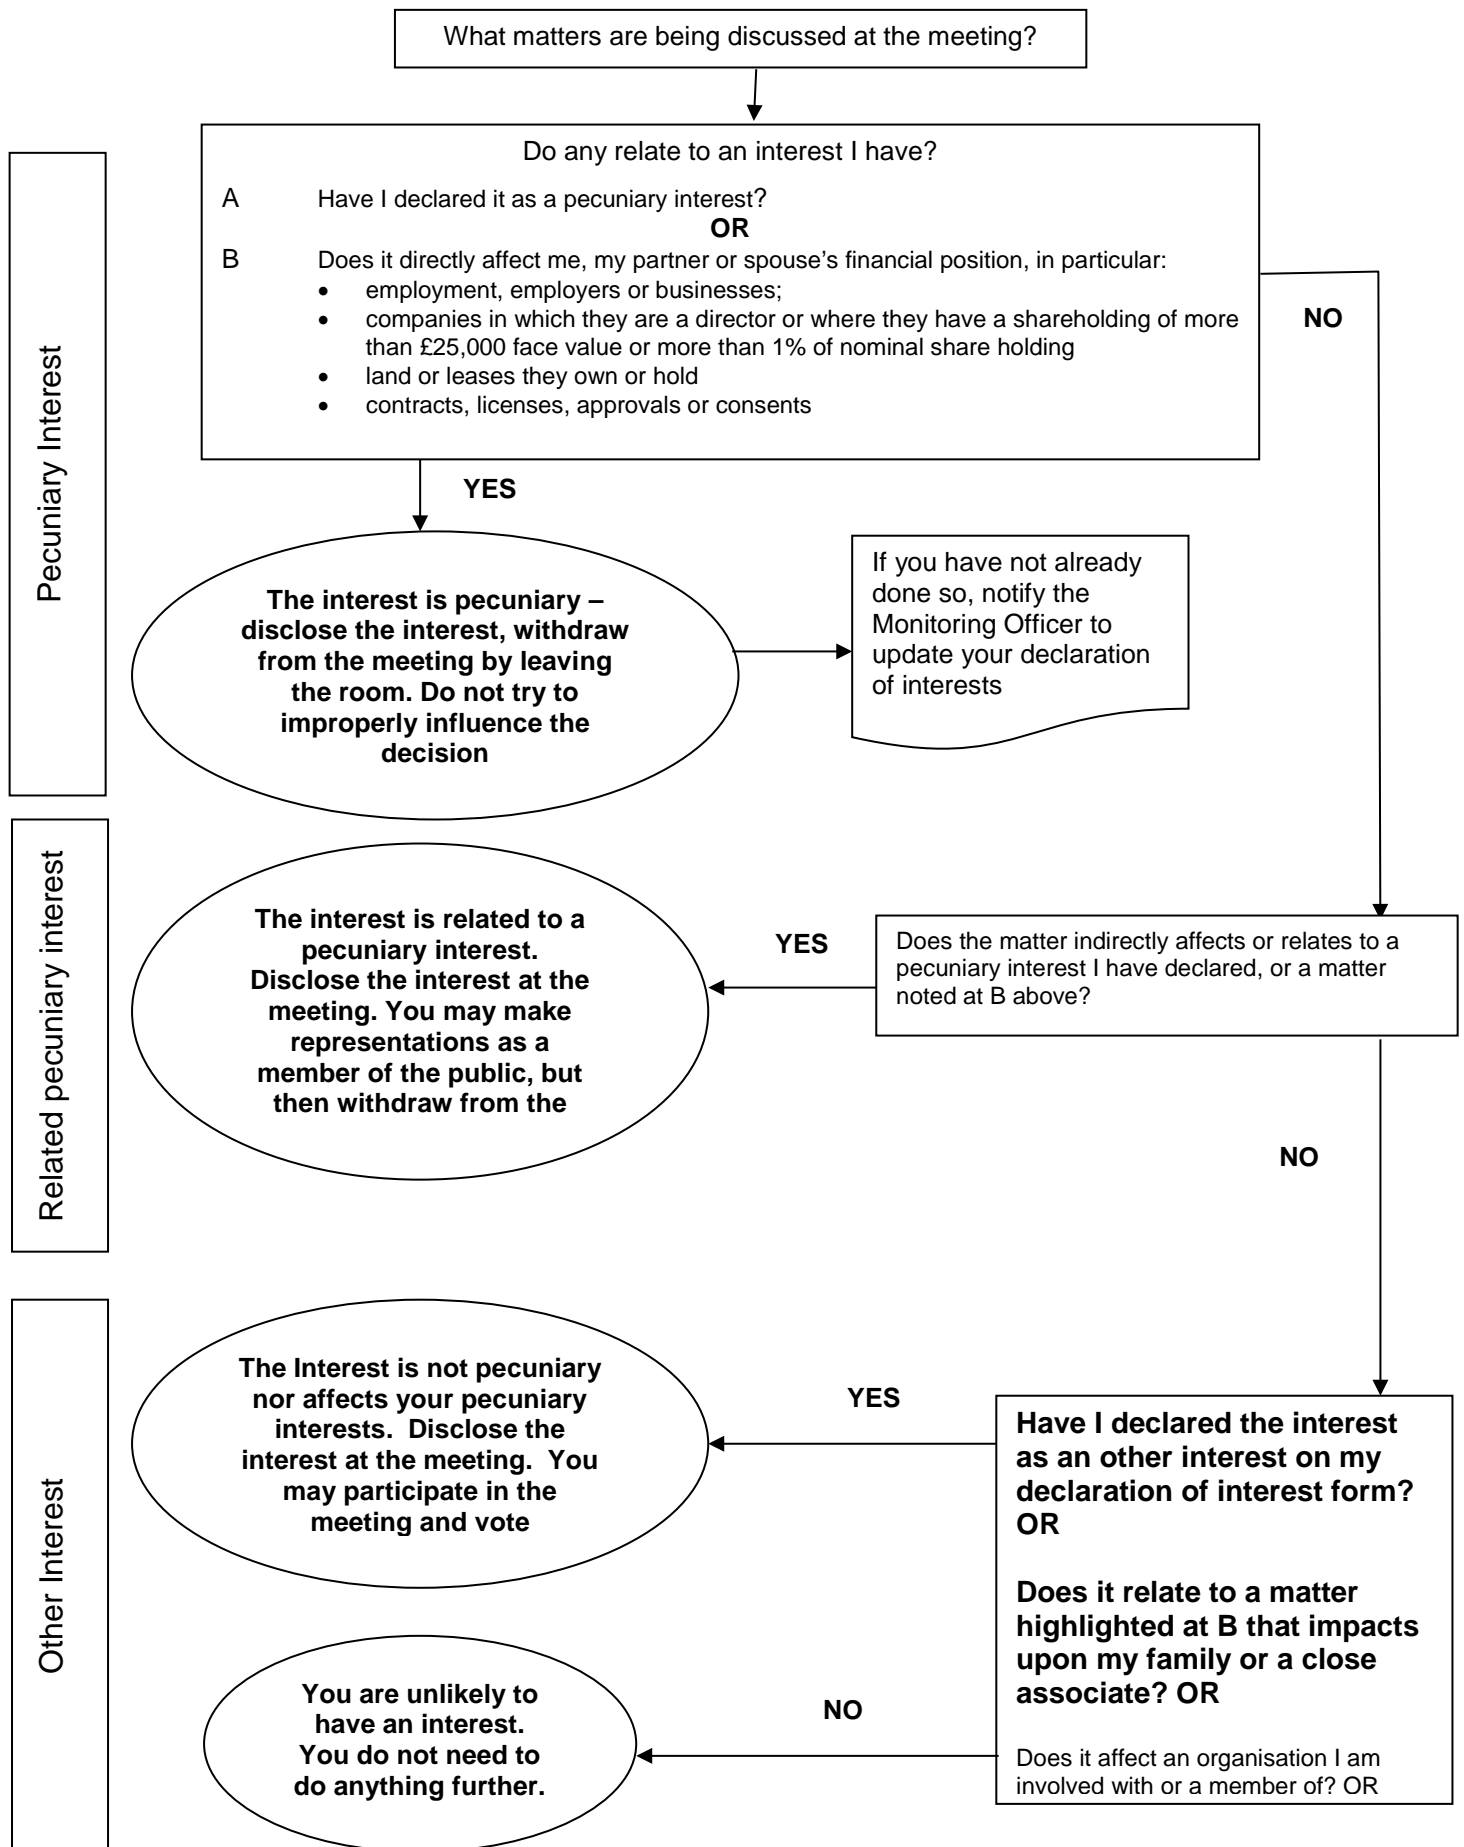 What matters are being discussed at the meeting?
Pecuniary Interest
Do any relate to an interest I have?
A Have I declared it as a pecuniary interest?
OR
B Does it directly affect me, my partner or spouse's financial position, in particular:
• employment, employers or businesses;
• companies in which they are a director or where they have a shareholding of more
than £25,000 face value or more than 1% of nominal share holding
• land or leases they own or hold
• contracts, licenses, approvals or consents
NO
YES
The interest is pecuniary –
disclose the interest, withdraw
from the meeting by leaving
the room. Do not try to
improperly influence the
decision
If you have not already
done so, notify the
Monitoring Officer to
update your declaration
of interests
Related pecuniary interest
The interest is related to a
pecuniary interest.
Disclose the interest at the
meeting. You may make
representations as a
member of the public, but
then withdraw from the
YES
Does the matter indirectly affects or relates to a
pecuniary interest I have declared, or a matter
noted at B above?
NO
Other Interest
The Interest is not pecuniary
nor affects your pecuniary
interests. Disclose the
interest at the meeting. You
may participate in the
meeting and vote
YES
Have I declared the interest
as an other interest on my
declaration of interest form?
OR
Does it relate to a matter
highlighted at B that impacts
upon my family or a close
associate? OR
Does it affect an organisation I am
involved with or a member of? OR
NO
You are unlikely to
have an interest.
You do not need to
do anything further.